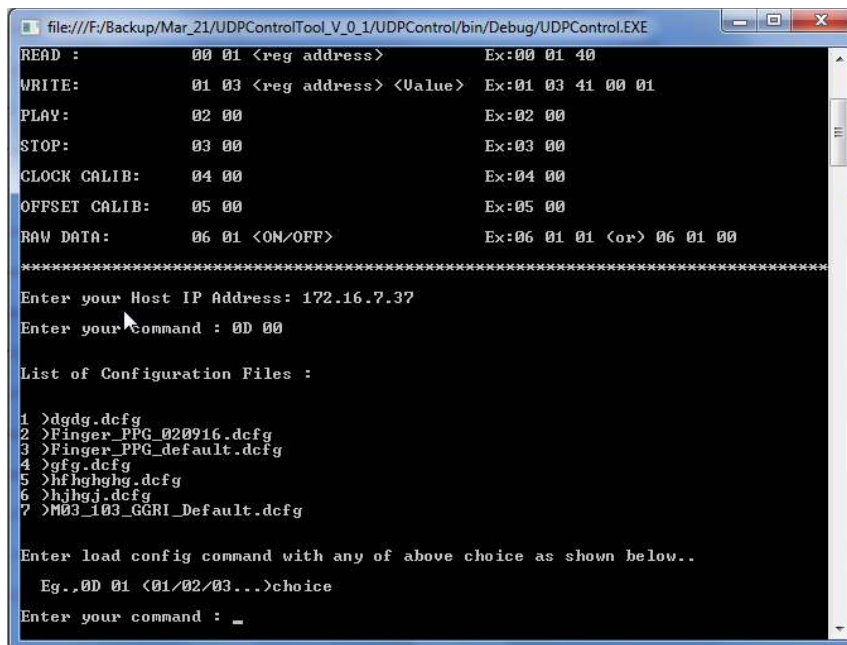 file:///F:/Backup/Mar_21/UDPControlTool_V_0_1/UDPControl/bin/Debug/UDPControl.EXE
READ : 00 01 <reg address> Ex:00 01 40
WRITE: 01 03 <reg address> <Value> Ex:01 03 41 00 01
PLAY: 02 00 Ex:02 00
STOP: 03 00 Ex:03 00
CLOCK CALIB: 04 00 Ex:04 00
OFFSET CALIB: 05 00 Ex:05 00
RAW DATA: 06 01 <ON/OFF> Ex:06 01 01 (or) 06 01 00
********************************************************************************
Enter your Host IP Address: 172.16.7.37
Enter your command : 0D 00
List of Configuration Files :
1 >dgdg.dcfg
2 >Finger_PPG_020916.dcfg
3 >Finger_PPG_default.dcfg
4 >gfg.dcfg
5 >hfhghghg.dcfg
6 >hjhgj.dcfg
7 >M03_103_GGRI_Default.dcfg
Enter load config command with any of above choice as shown below..
Eg.,0D 01 (01/02/03...)choice
Enter your command : _